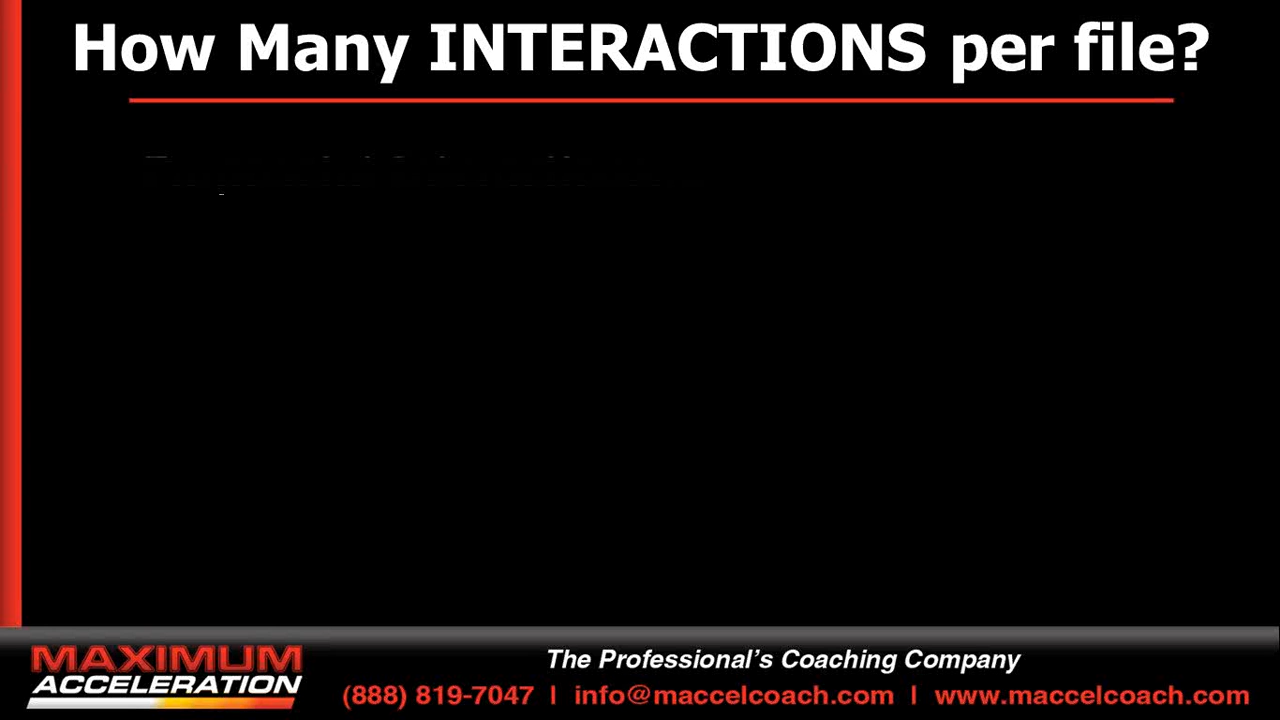 How Many INTERACTIONS per file?
MAXIMUM
ACCELERATION
The Professional's Coaching Company
(888) 819-7047 | info@maccelcoach.com | www.maccelcoach.com